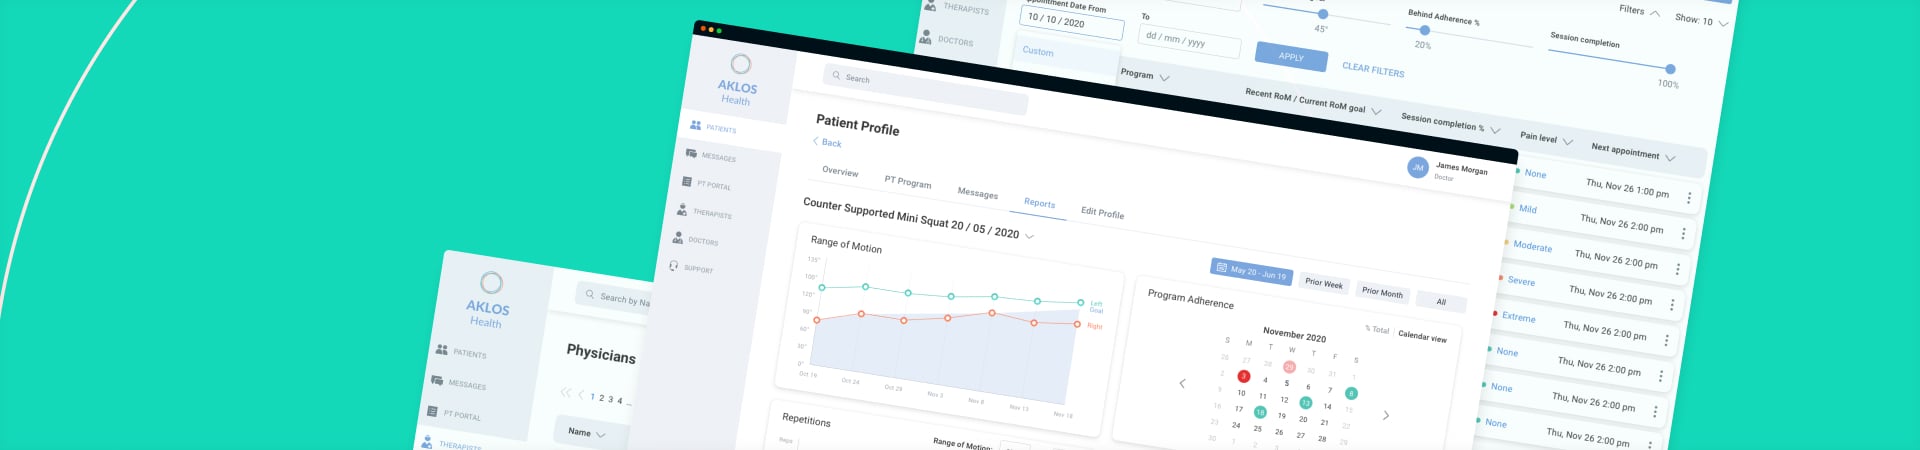 THERAPISTS
DOCTORS
Appointment Date From
10 / 10 / 2020
Custom
To
dd / mm / yyyy
45°
APPLY
CLEAR FILTERS
Behind Adherence %
20%
Session completion
100%
Filters
Show: 10
Program
Recent RoM / Current RoM goal
Session completion %
Pain level
Next appointment
None
Thu, Nov 26 1:00 pm
Mild
Thu, Nov 26 2:00 pm
Moderate
Thu, Nov 26 2:00 pm
Severe
Thu, Nov 26 2:00 pm
Extreme
Thu, Nov 26 2:00 pm
None
Thu, Nov 26 2:00 pm
None
Thu, Nov 26 2:00 pm
None
Thu, Nov 26 2:00 pm
AKLOS
Health
PATIENTS
MESSAGES
PT PORTAL
THERAPISTS
DOCTORS
SUPPORT
Search
Patient Profile
Back
JM
James Morgan
Doctor
Overview
PT Program
Messages
Reports
Edit Profile
Counter Supported Mini Squat 20 / 05 / 2020
May 20 - Jun 19
Prior Week
Prior Month
All
Range of Motion
135°
100°
110°
90°
60°
30°
0°
Oct 19
Oct 24
Oct 29
Nov 3
Nov 8
Nov 13
Nov 18
Left
Right
Program Adherence
% Total
Calendar view
November 2020
S M T W T F S
26 27 28 29 30 31 1
2 3 4 5 6 7 8
9 10 11 12 13 14 15
16 17 18 19 20 21 22
23 24 25 26 27 28 29
30 1 2 3
Repetitions
Reps
Range of Motion:
AKLOS
Health
PATIENTS
MESSAGES
PT PORTAL
THERAPISTS
Search by Na
Physicians
1 2 3 4 ...
Name